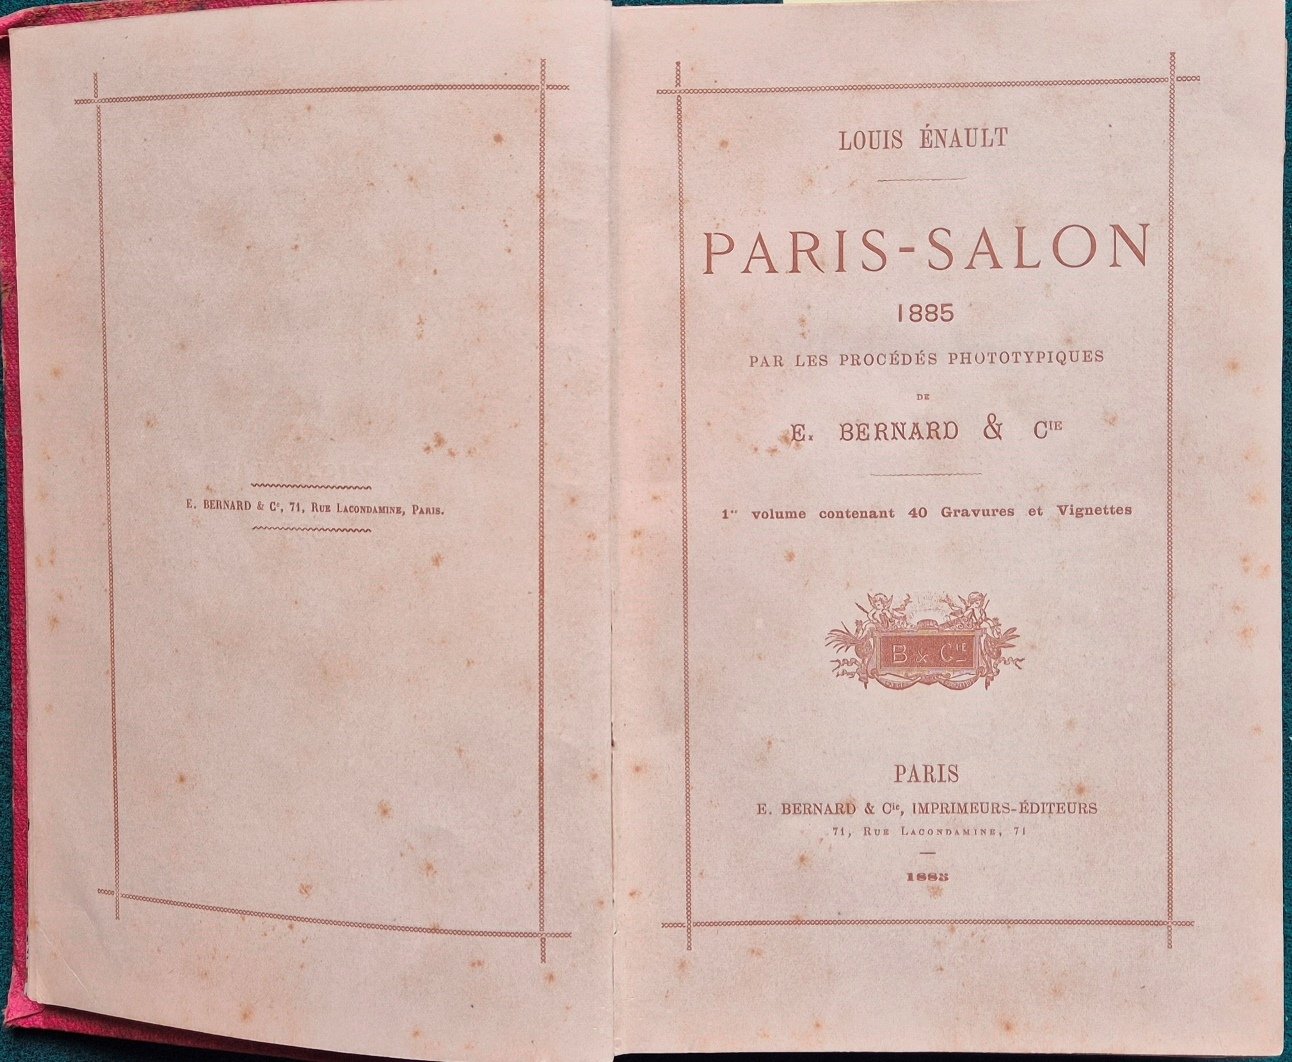 E. BERNARD & Cᵉ, 71, RUE LACONDAMINE, PARIS.
LOUIS ÉNAULT
PARIS-SALON
1885
PAR LES PROCÉDÉS PHOTOTYPIQUES
DE
E. BERNARD & Cᴵᴱ
1ᵉʳ volume contenant 40 Gravures et Vignettes
B & Cᴵᴱ
PARIS
E. BERNARD & Cⁱᵉ, IMPRIMEURS-ÉDITEURS
71, RUE LACONDAMINE, 71
1885